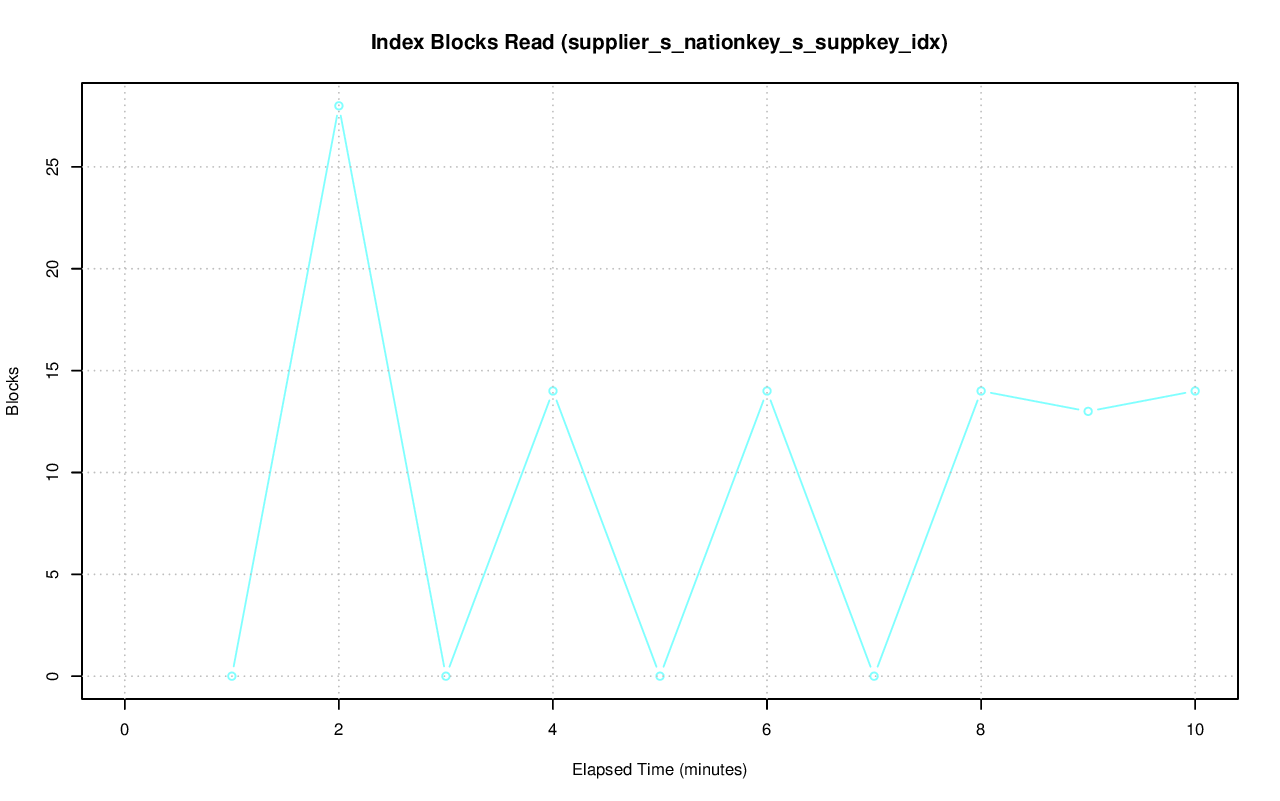 Index Blocks Read (supplier_s_nationkey_s_suppkey_idx)
25
20
15
10
5
0
Blocks
0 2 4 6 8 10
Elapsed Time (minutes)